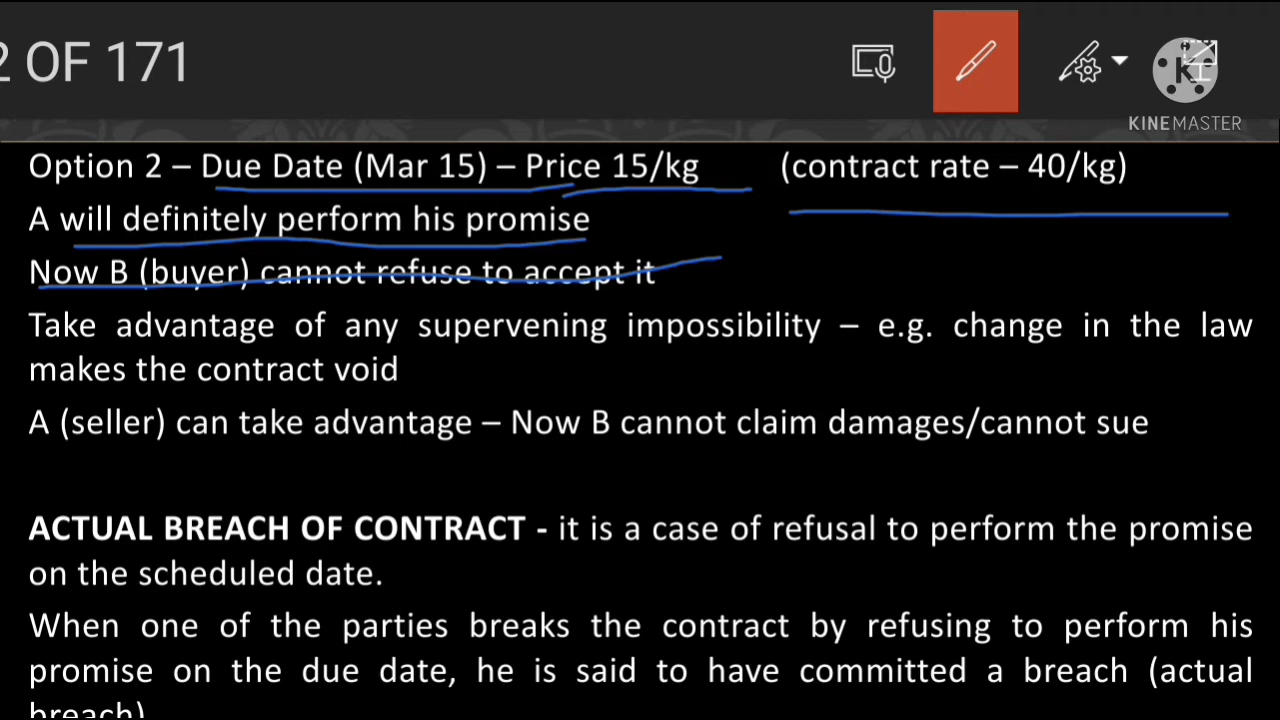 2 OF 171
KINEMASTER
Option 2 – Due Date (Mar 15) – Price 15/kg (contract rate – 40/kg)
A will definitely perform his promise
Now B (buyer) cannot refuse to accept it
Take advantage of any supervening impossibility – e.g. change in the law
makes the contract void
A (seller) can take advantage – Now B cannot claim damages/cannot sue
ACTUAL BREACH OF CONTRACT - it is a case of refusal to perform the promise
on the scheduled date.
When one of the parties breaks the contract by refusing to perform his
promise on the due date, he is said to have committed a breach (actual
breach)